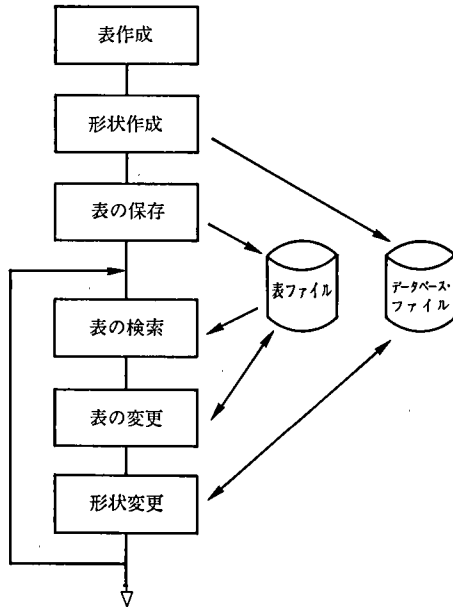 表作成
形状作成
表の保存
表ファイル
データベース・
ファイル
表の検索
表の変更
形状変更